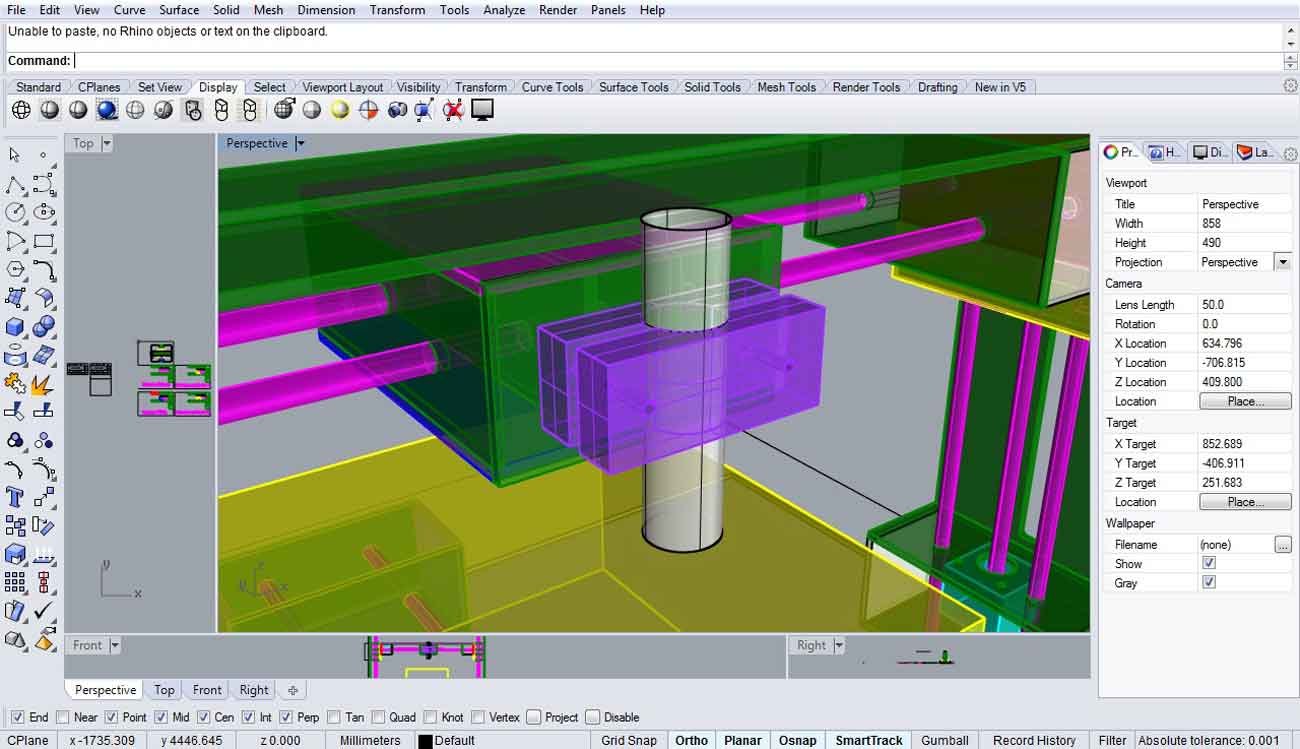 File Edit View Curve Surface Solid Mesh Dimension Transform Tools Analyze Render Panels Help
Unable to paste, no Rhino objects or text on the clipboard.
Command:
Standard CPlanes Set View Display Select Viewport Layout Visibility Transform Curve Tools Surface Tools Solid Tools Mesh Tools Render Tools Drafting New in V5
Top
Perspective
Pr... H... Di... La...
Viewport
Title Perspective
Width 858
Height 490
Projection Perspective
Camera
Lens Length 50.0
Rotation 0.0
X Location 634.796
Y Location -706.815
Z Location 409.800
Location Place...
Target
X Target 852.689
Y Target -406.911
Z Target 251.683
Location Place...
Wallpaper
Filename (none) ...
Show
Gray
y
x
z
y x
Front
Right
Perspective Top Front Right
End Near Point Mid Cen Int Perp Tan Quad Knot Vertex Project Disable
CPlane x -1735.309 y 4446.645 z 0.000 Millimeters Default Grid Snap Ortho Planar Osnap SmartTrack Gumball Record History Filter Absolute tolerance: 0.001